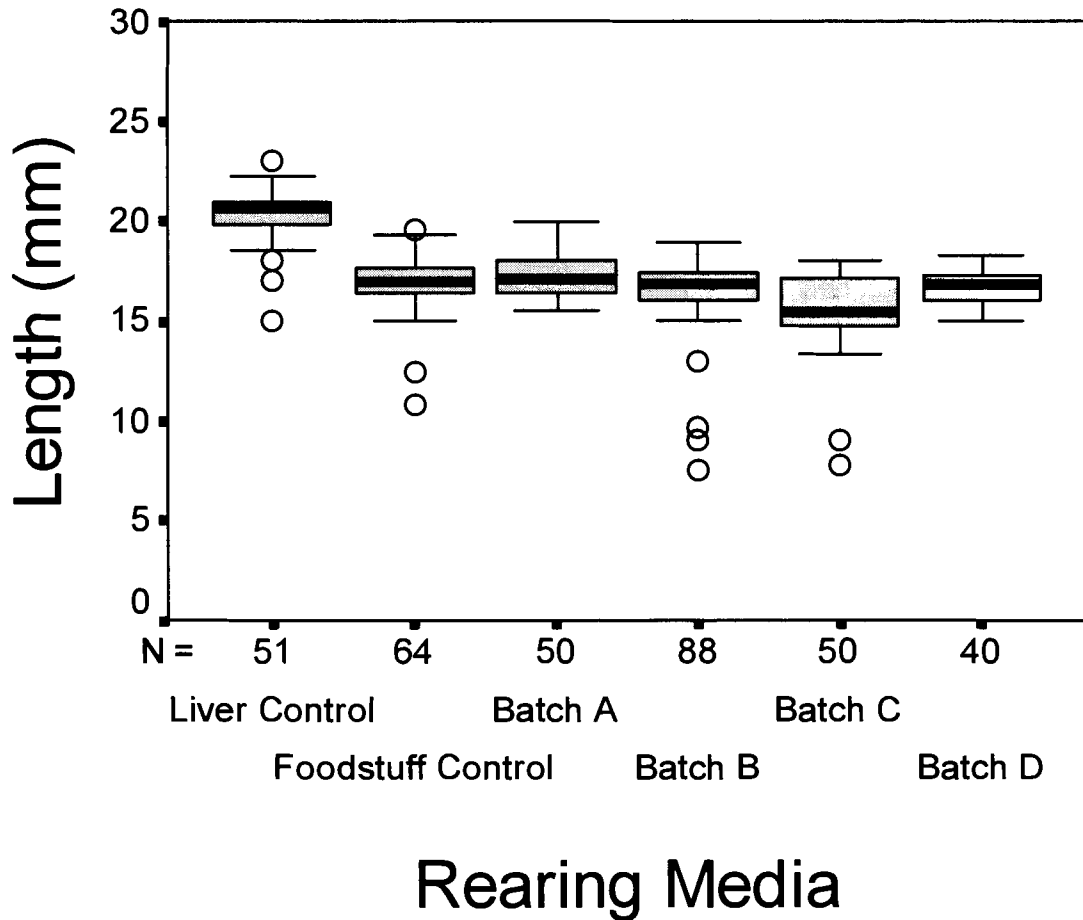 30
25
20
15
10
5
0
Length (mm)
N = 51 64 50 88 50 40
Liver Control Batch A Batch C
Foodstuff Control Batch B Batch D
Rearing Media